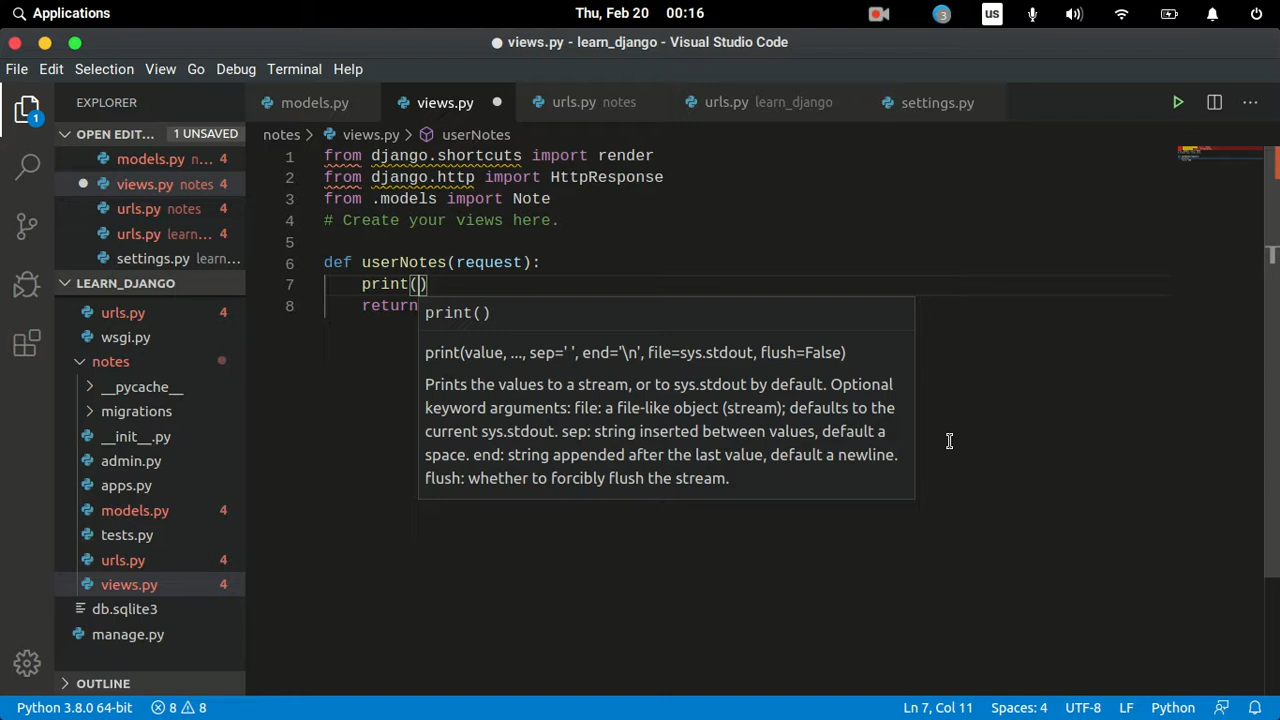 Applications
Thu, Feb 20 00:16
3
us
views.py - learn_django - Visual Studio Code
File Edit Selection View Go Debug Terminal Help
1
EXPLORER
OPEN EDIT... 1 UNSAVED
models.py n... 4
views.py notes 4
urls.py notes 4
urls.py learn... 4
settings.py learn...
LEARN_DJANGO
urls.py 4
wsgi.py
notes
__pycache__
migrations
__init__.py
admin.py
apps.py
models.py 4
tests.py
urls.py 4
views.py 4
db.sqlite3
manage.py
OUTLINE
models.py views.py urls.py notes urls.py learn_django settings.py
notes > views.py > userNotes
1 from django.shortcuts import render
2 from django.http import HttpResponse
3 from .models import Note
4 # Create your views here.
5
6 def userNotes(request):
7 print()
8 return
print()
print(value, ..., sep=' ', end='\n', file=sys.stdout, flush=False)
Prints the values to a stream, or to sys.stdout by default. Optional
keyword arguments: file: a file-like object (stream); defaults to the
current sys.stdout. sep: string inserted between values, default a
space. end: string appended after the last value, default a newline.
flush: whether to forcibly flush the stream.
Python 3.8.0 64-bit 8 8 Ln 7, Col 11 Spaces: 4 UTF-8 LF Python